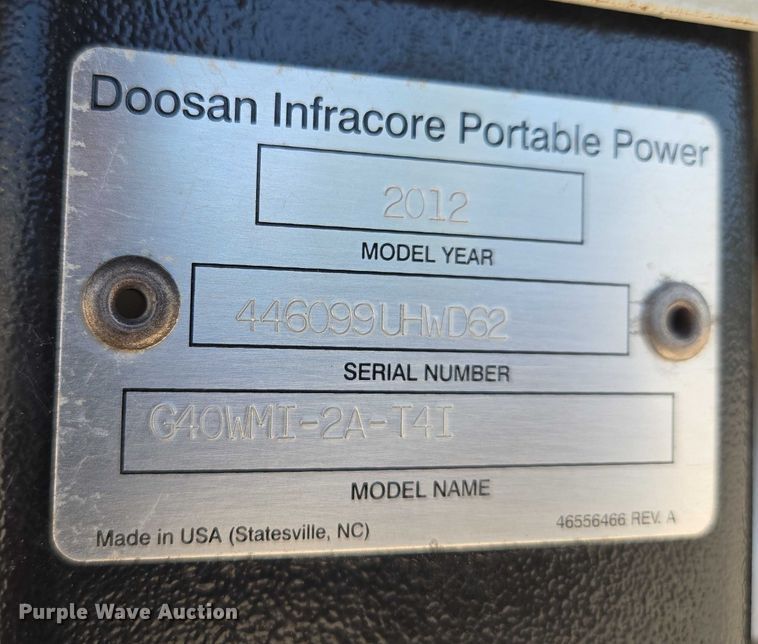 Doosan Infracore Portable Power
2012
MODEL YEAR
446099UHWD62
SERIAL NUMBER
G40WMI-2A-T4I
MODEL NAME
Made in USA (Statesville, NC)
46556466 REV. A
Purple Wave Auction